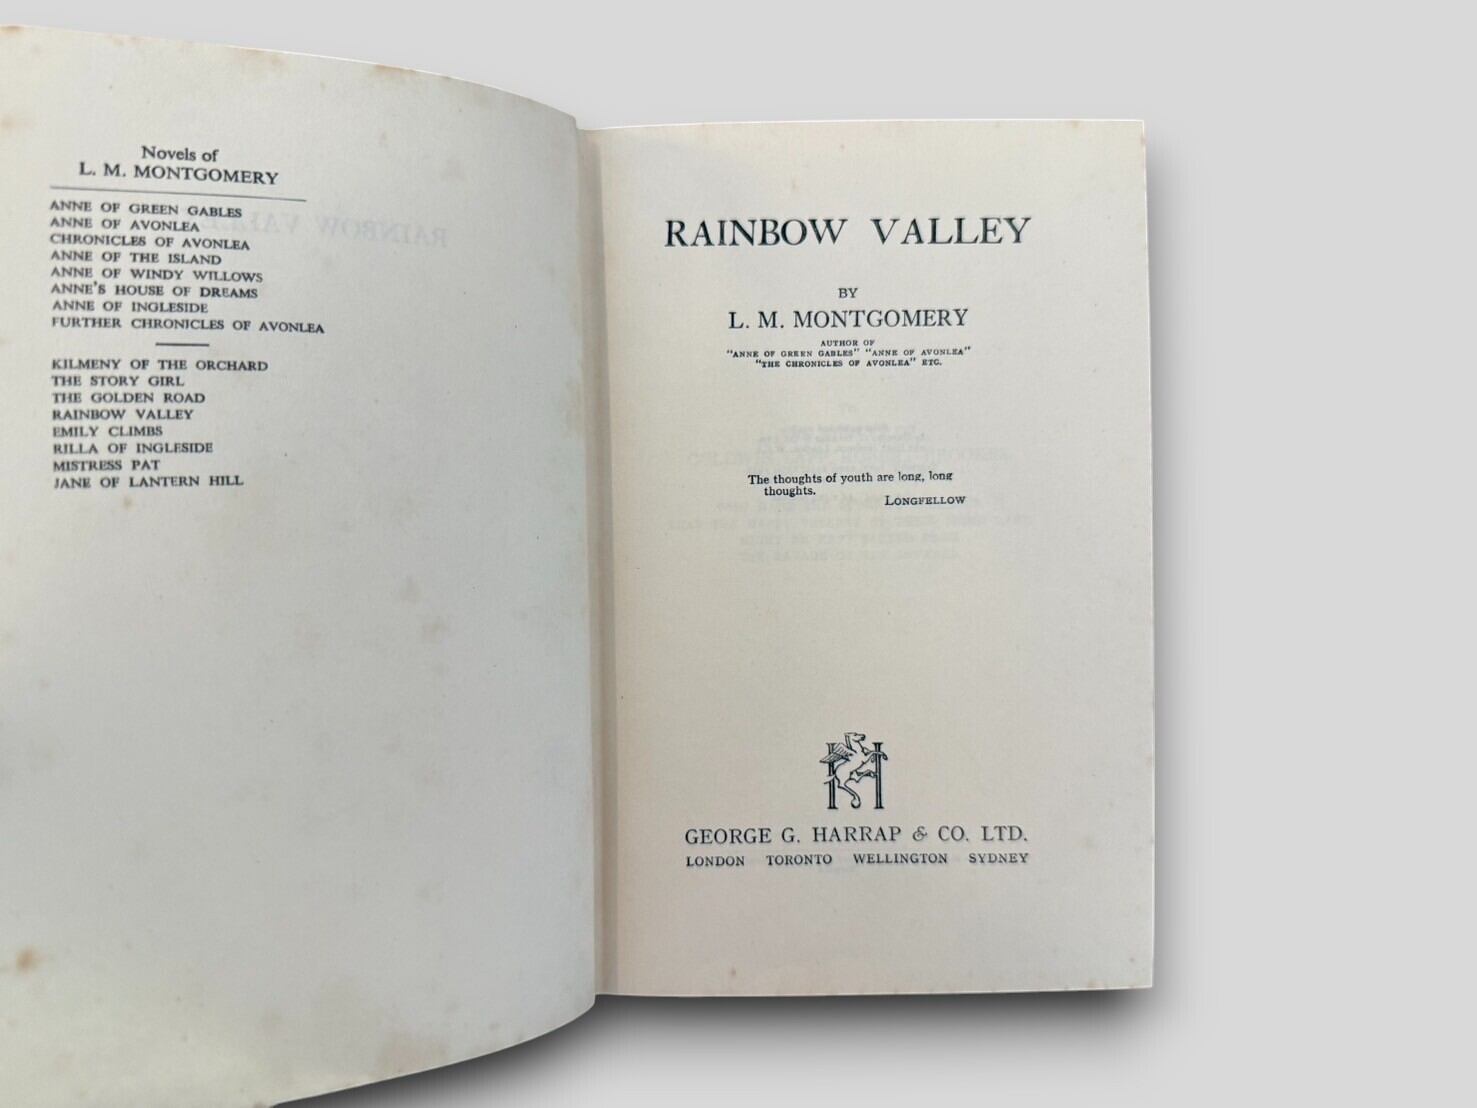 Novels of
L. M. MONTGOMERY
ANNE OF GREEN GABLES
ANNE OF AVONLEA
CHRONICLES OF AVONLEA
ANNE OF THE ISLAND
ANNE OF WINDY WILLOWS
ANNE'S HOUSE OF DREAMS
ANNE OF INGLESIDE
FURTHER CHRONICLES OF AVONLEA
KILMENY OF THE ORCHARD
THE STORY GIRL
THE GOLDEN ROAD
RAINBOW VALLEY
EMILY CLIMBS
RILLA OF INGLESIDE
MISTRESS PAT
JANE OF LANTERN HILL
RAINBOW VALLEY
BY
L. M. MONTGOMERY
AUTHOR OF
"ANNE OF GREEN GABLES" "ANNE OF AVONLEA"
"THE CHRONICLES OF AVONLEA" ETC.
The thoughts of youth are long, long
thoughts.
LONGFELLOW
H
GEORGE G. HARRAP & CO. LTD.
LONDON TORONTO WELLINGTON SYDNEY